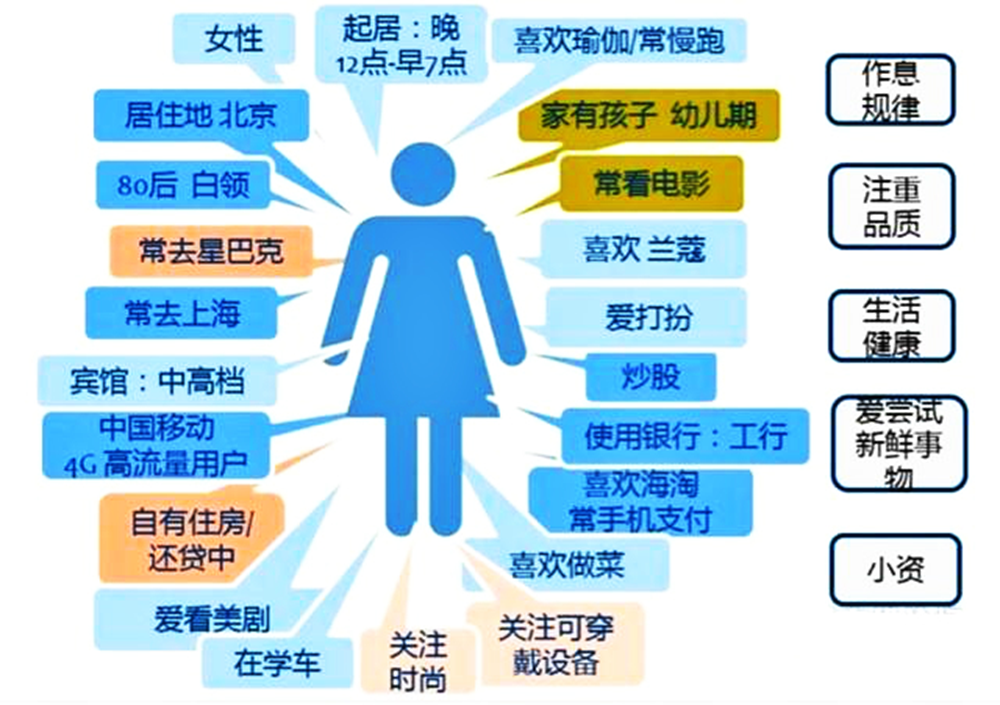 女性
起居：晚
12点-早7点
喜欢瑜伽/常慢跑
居住地 北京
家有孩子 幼儿期
80后 白领
常看电影
常去星巴克
喜欢 兰蔻
常去上海
爱打扮
宾馆：中高档
炒股
中国移动
4G 高流量用户
使用银行：工行
自有住房/
还贷中
喜欢海淘
常手机支付
爱看美剧
喜欢做菜
在学车
关注
时尚
关注可穿
戴设备
作息
规律
注重
品质
生活
健康
爱尝试
新鲜事
物
小资